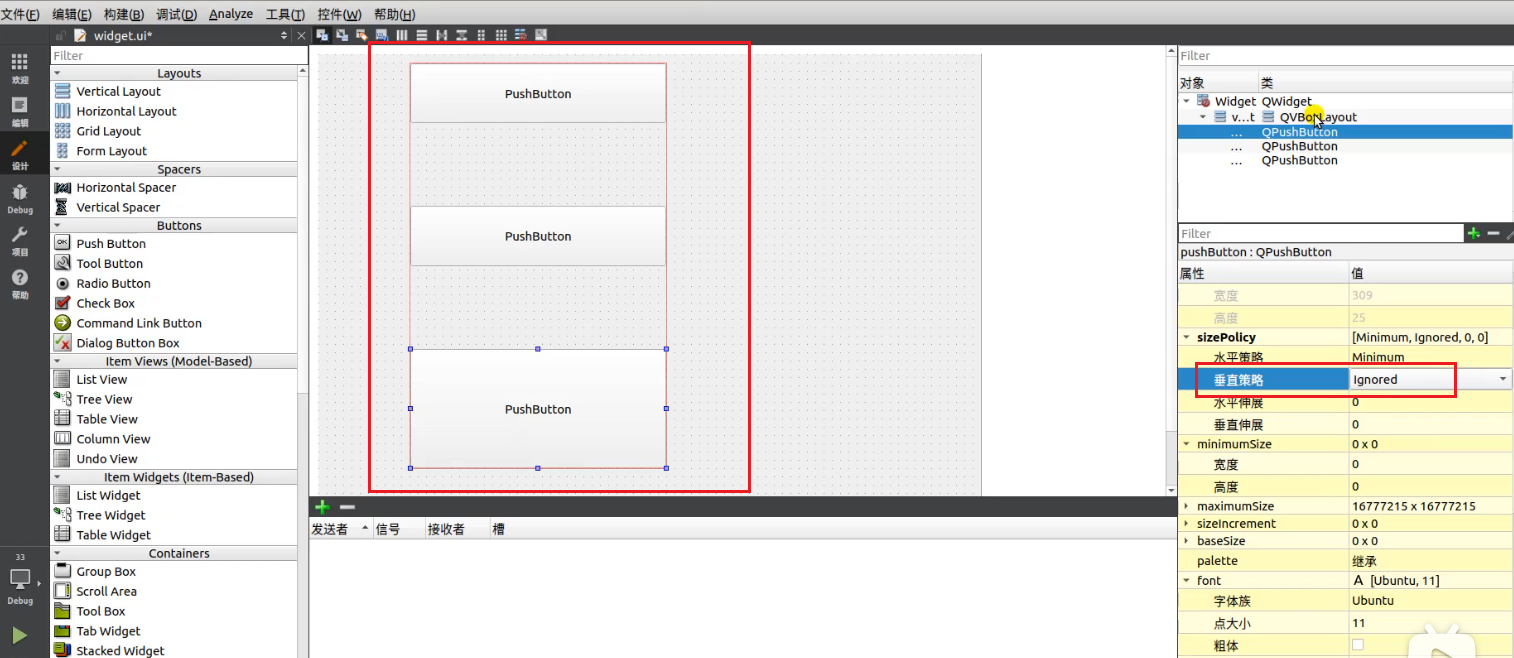 文件(F) 编辑(E) 构建(B) 调试(D) Analyze 工具(T) 控件(W) 帮助(H)
widget.ui*
欢迎
编辑
设计
Debug
项目
帮助
33
Debug
Filter
Layouts
Vertical Layout
Horizontal Layout
Grid Layout
Form Layout
Spacers
Horizontal Spacer
Vertical Spacer
Buttons
Push Button
Tool Button
Radio Button
Check Box
Command Link Button
Dialog Button Box
Item Views (Model-Based)
List View
Tree View
Table View
Column View
Undo View
Item Widgets (Item-Based)
List Widget
Tree Widget
Table Widget
Containers
Group Box
Scroll Area
Tool Box
Tab Widget
Stacked Widget
PushButton
PushButton
PushButton
发送者 信号 接收者 槽
Filter
对象 类
Widget QWidget
v...t QVBoxLayout
... QPushButton
... QPushButton
... QPushButton
Filter
pushButton : QPushButton
属性 值
宽度 309
高度 25
sizePolicy [Minimum, Ignored, 0, 0]
水平策略 Minimum
垂直策略 Ignored
水平伸展 0
垂直伸展 0
minimumSize 0 x 0
宽度 0
高度 0
maximumSize 16777215 x 16777215
sizeIncrement 0 x 0
baseSize 0 x 0
palette 继承
font A [Ubuntu, 11]
字体族 Ubuntu
点大小 11
粗体